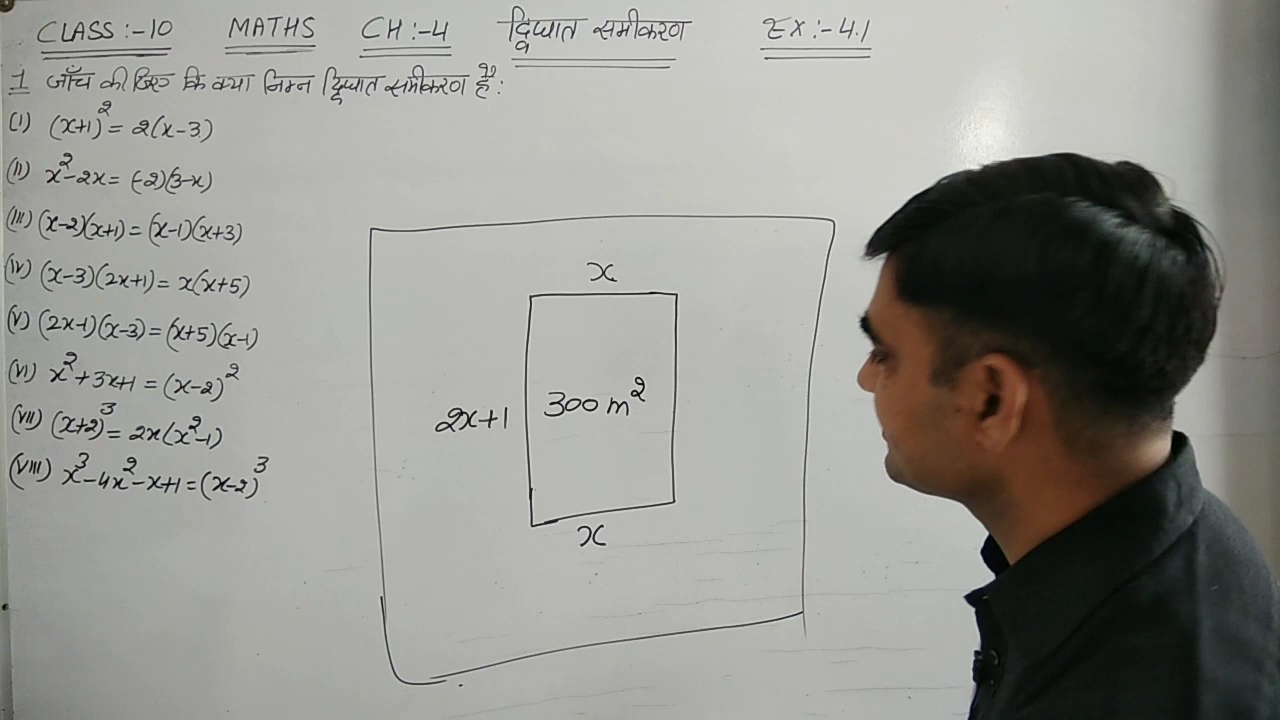 CLASS :- 10 MATHS CH :- 4 द्विघात समीकरण EX :- 4.1
1 जाँच कीजिए कि क्या निम्न द्विघात समीकरण हैं :
(i) (x+1)² = 2(x-3)
(ii) x²-2x = (-2)(3-x)
(iii) (x-2)(x+1) = (x-1)(x+3)
(iv) (x-3)(2x+1) = x(x+5)
(v) (2x-1)(x-3) = (x+5)(x-1)
(vi) x²+3x+1 = (x-2)²
(vii) (x+2)³ = 2x(x²-1)
(viii) x³-4x²-x+1 = (x-2)³
x
2x+1 300 m²
x